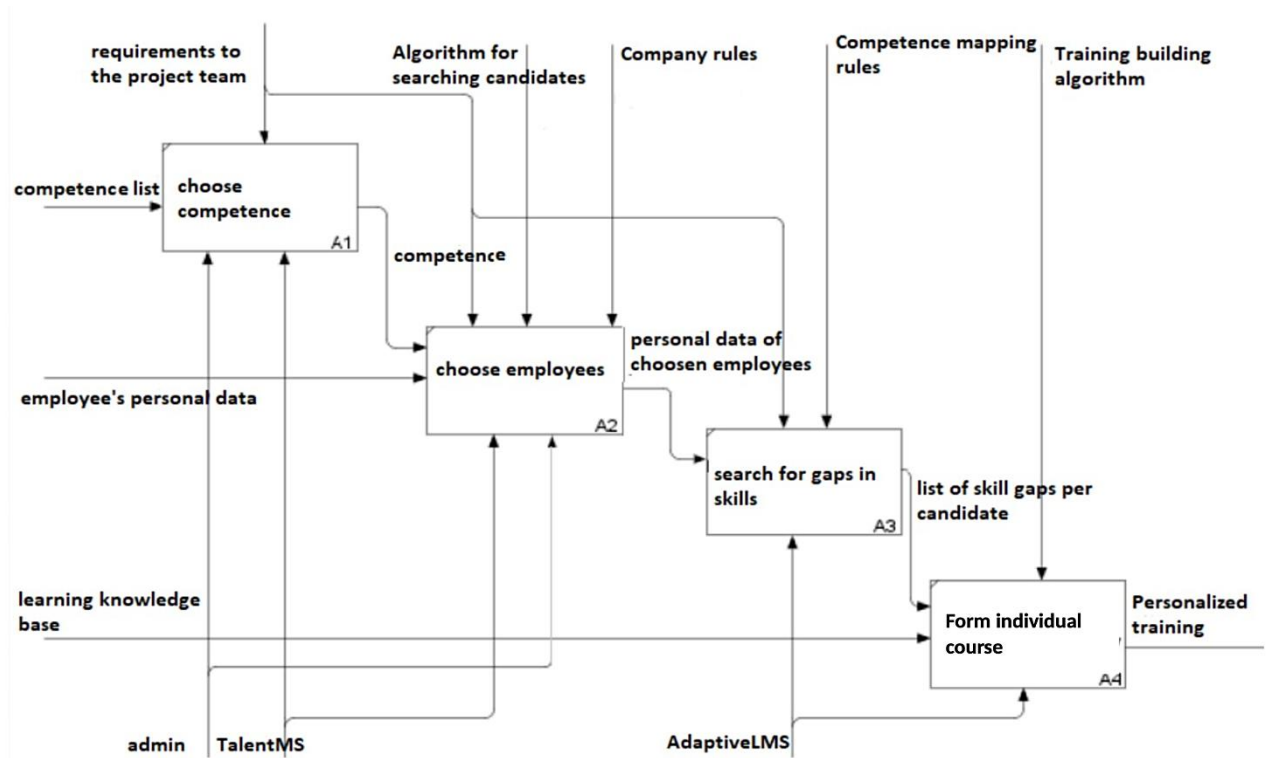 requirements to
the project team
Algorithm for
searching candidates
Company rules
Competence mapping
rules
Training building
algorithm
competence list
choose
competence
A1
competence
employee's personal data
choose employees
A2
personal data of
choosen employees
search for gaps in
skills
A3
list of skill gaps per
candidate
learning knowledge
base
Form individual
course
A4
Personalized
training
admin
TalentMS
AdaptiveLMS